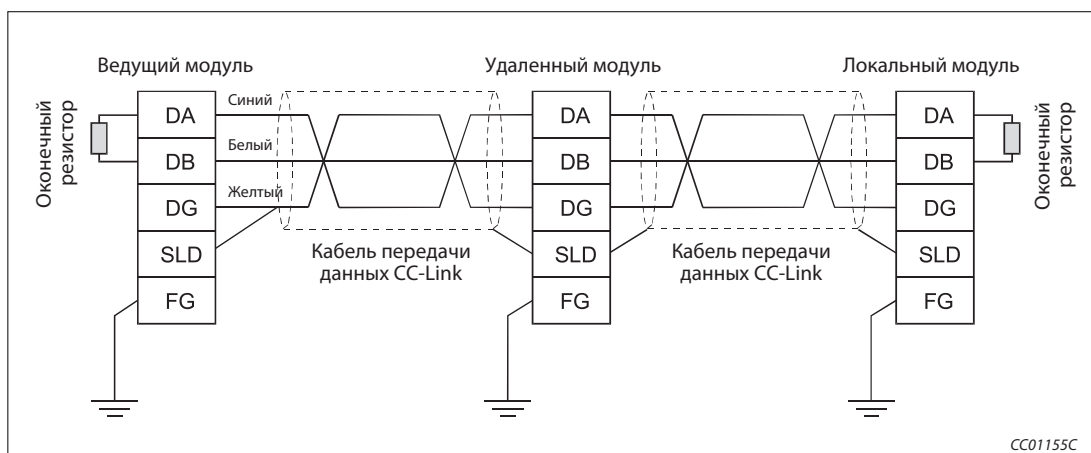 Ведущий модуль
Удаленный модуль
Локальный модуль
Оконечный
резистор
DA
DB
DG
SLD
FG
Синий
Белый
Желтый
Кабель передачи
данных CC-Link
DA
DB
DG
SLD
FG
Кабель передачи
данных CC-Link
DA
DB
DG
SLD
FG
Оконечный
резистор
CC01155C